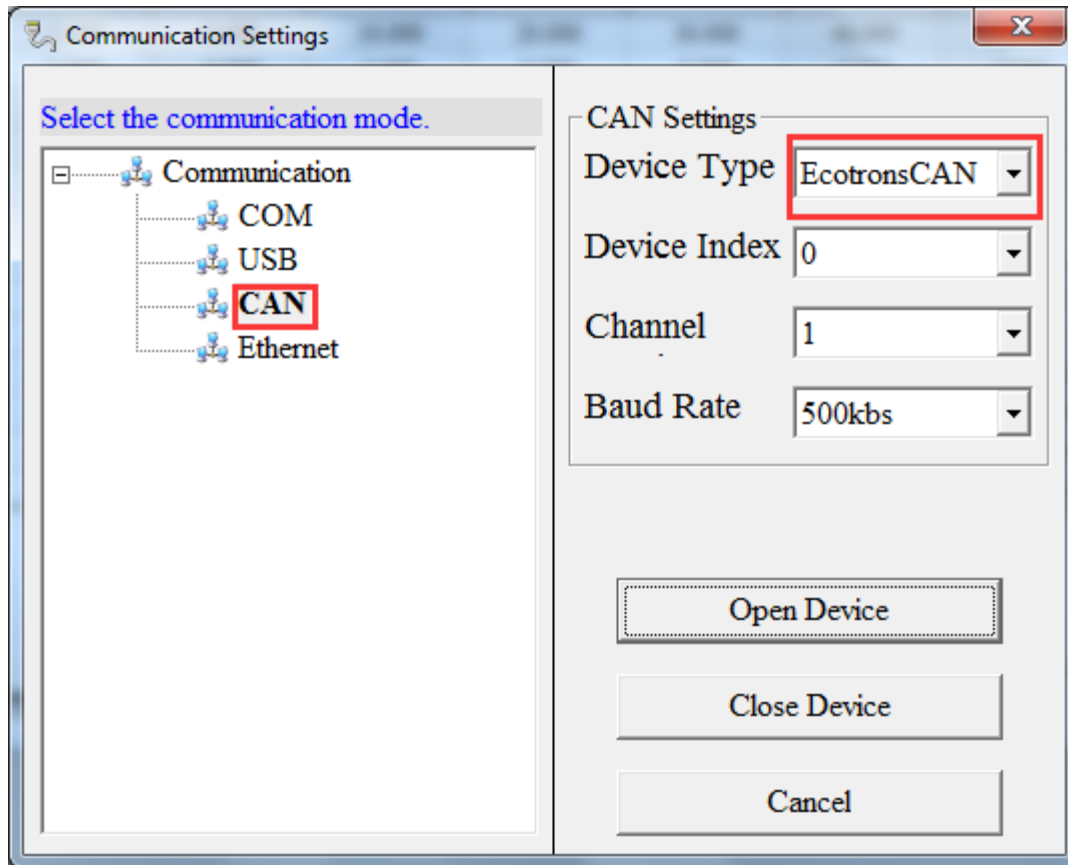 Communication Settings
Select the communication mode.
Communication
COM
USB
CAN
Ethernet
CAN Settings
Device Type
EcotronsCAN
Device Index
0
Channel
1
Baud Rate
500kbs
Open Device
Close Device
Cancel